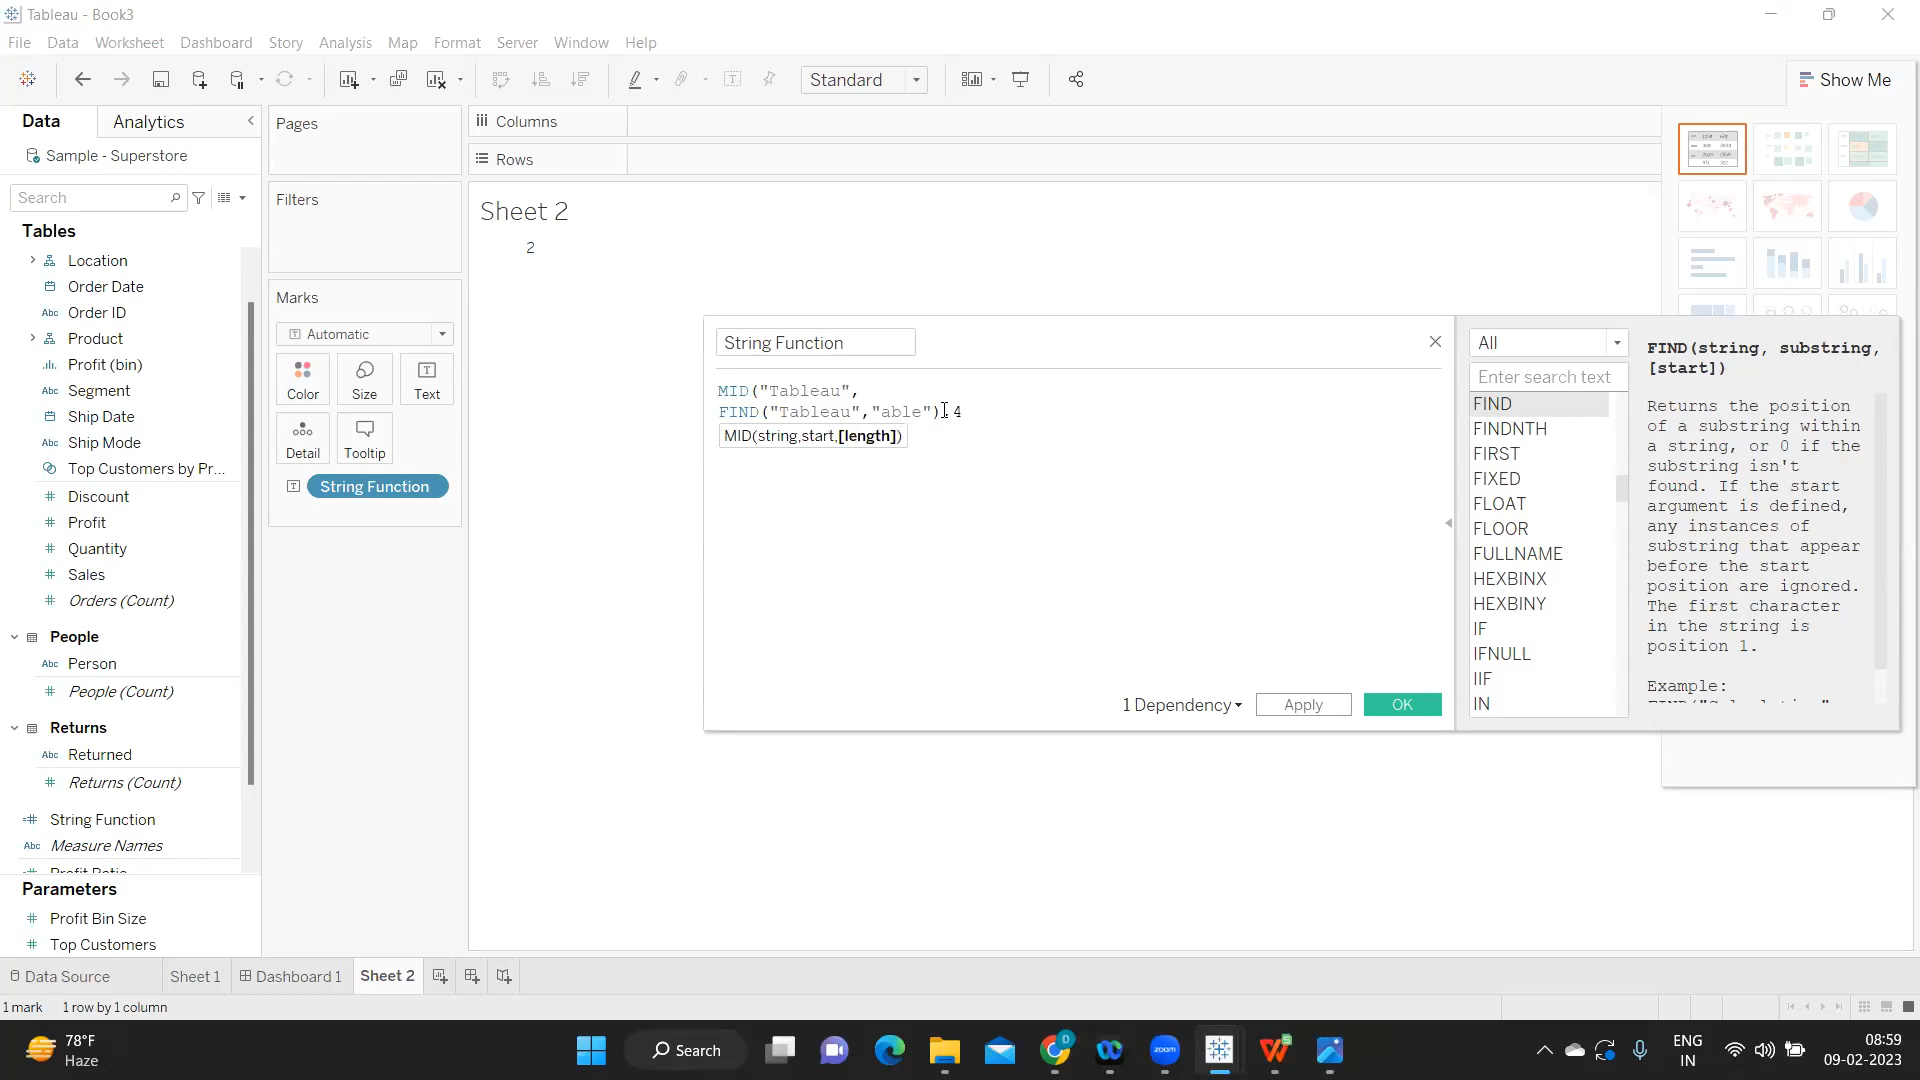 Tableau - Book3
File Data Worksheet Dashboard Story Analysis Map Format Server Window Help
Standard
Show Me
Data Analytics
Sample - Superstore
Search
Tables
Location
Order Date
Abc Order ID
Product
Profit (bin)
Abc Segment
Ship Date
Abc Ship Mode
Top Customers by Pr...
Discount
Profit
Quantity
Sales
Orders (Count)
People
Abc Person
People (Count)
Returns
Abc Returned
Returns (Count)
String Function
Abc Measure Names
Profit Ratio
Parameters
Profit Bin Size
Top Customers
Pages
Filters
Marks
Automatic
Color Size Text
Detail Tooltip
String Function
Columns
Rows
Sheet 2
2
String Function
MID("Tableau",
FIND("Tableau","able") 4
MID(string,start,[length])
1 Dependency
Apply
OK
All
Enter search text
FIND
FINDNTH
FIRST
FIXED
FLOAT
FLOOR
FULLNAME
HEXBINX
HEXBINY
IF
IFNULL
IIF
IN
FIND(string, substring,
[start])
Returns the position
of a substring within
a string, or 0 if the
substring isn't
found. If the start
argument is defined,
any instances of
substring that appear
before the start
position are ignored.
The first character
in the string is
position 1.
Example:
Data Source Sheet 1 Dashboard 1 Sheet 2
1 mark 1 row by 1 column
78°F
Haze
Search
zoom
ENG
IN
08:59
09-02-2023